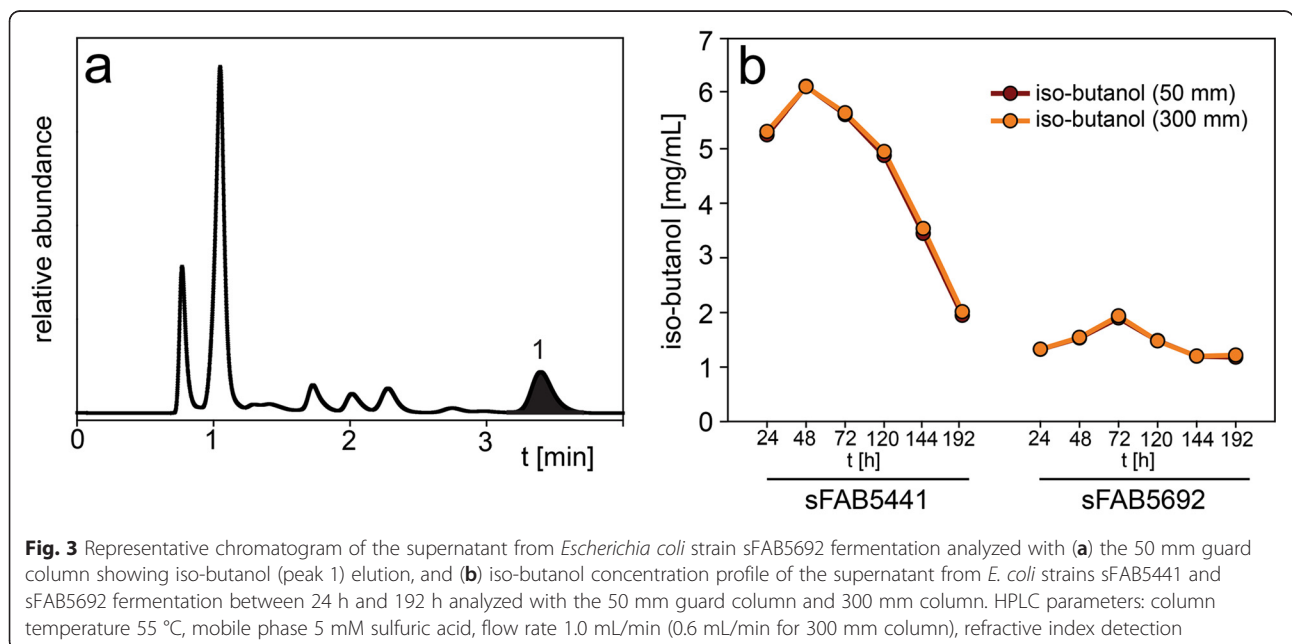 a
relative abundance
1
0 1 2 3
t [min]
b
iso-butanol [mg/mL]
7
6
5
4
3
2
1
0
iso-butanol (50 mm)
iso-butanol (300 mm)
24 48 72 120 144 192 24 48 72 120 144 192
t [h] t [h]
sFAB5441 sFAB5692
Fig. 3 Representative chromatogram of the supernatant from Escherichia coli strain sFAB5692 fermentation analyzed with (a) the 50 mm guard
column showing iso-butanol (peak 1) elution, and (b) iso-butanol concentration profile of the supernatant from E. coli strains sFAB5441 and
sFAB5692 fermentation between 24 h and 192 h analyzed with the 50 mm guard column and 300 mm column. HPLC parameters: column
temperature 55 °C, mobile phase 5 mM sulfuric acid, flow rate 1.0 mL/min (0.6 mL/min for 300 mm column), refractive index detection